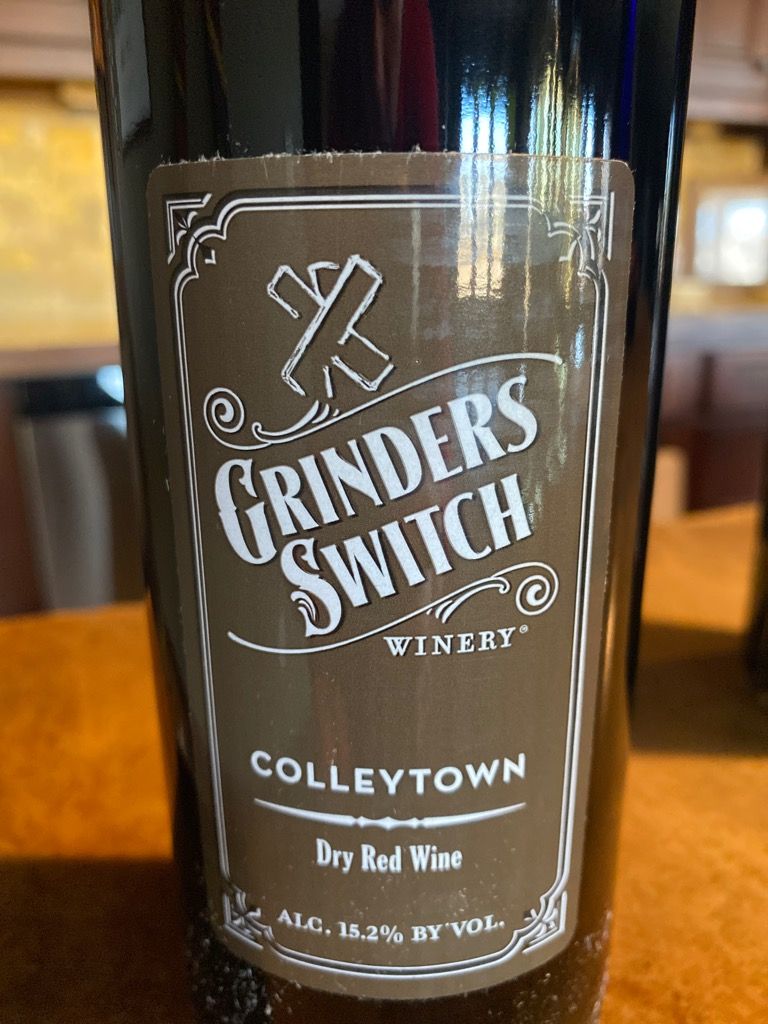 GRINDERS
SWITCH
WINERY®
COLLEYTOWN
Dry Red Wine
ALC. 15.2% BY VOL.